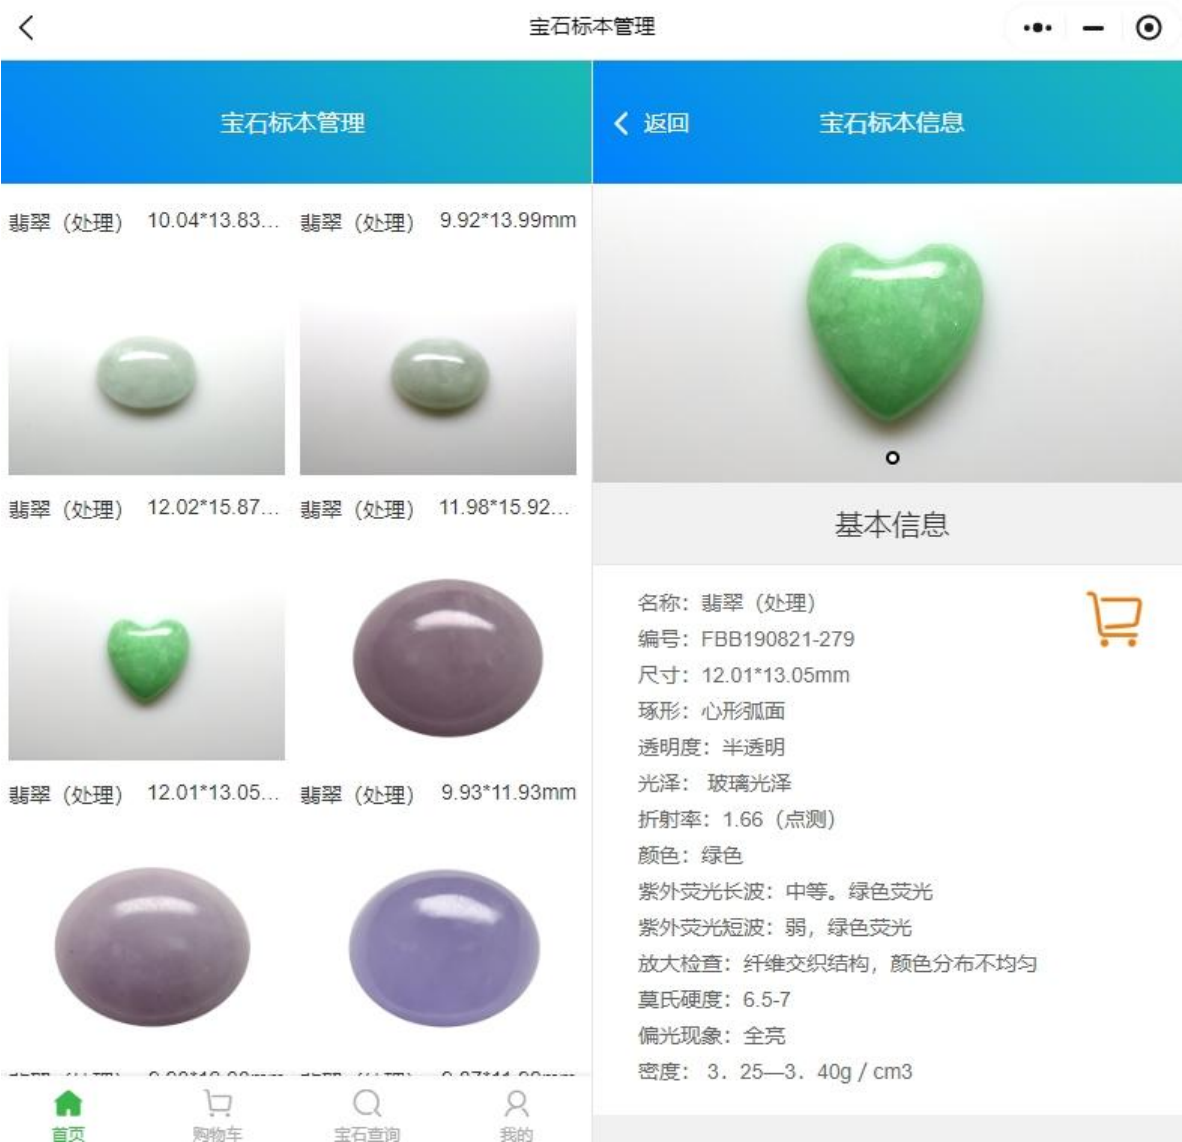 宝石标本管理
宝石标本管理
翡翠（处理） 10.04*13.83...
翡翠（处理） 9.92*13.99mm
翡翠（处理） 12.02*15.87...
翡翠（处理） 11.98*15.92...
翡翠（处理） 12.01*13.05...
翡翠（处理） 9.93*11.93mm
首页
购物车
宝石查询
我的
返回
宝石标本信息
基本信息
名称：翡翠（处理）
编号：FBB190821-279
尺寸：12.01*13.05mm
琢形：心形弧面
透明度：半透明
光泽： 玻璃光泽
折射率：1.66（点测）
颜色：绿色
紫外荧光长波：中等。绿色荧光
紫外荧光短波：弱，绿色荧光
放大检查：纤维交织结构，颜色分布不均匀
莫氏硬度：6.5-7
偏光现象：全亮
密度： 3．25—3．40g / cm3